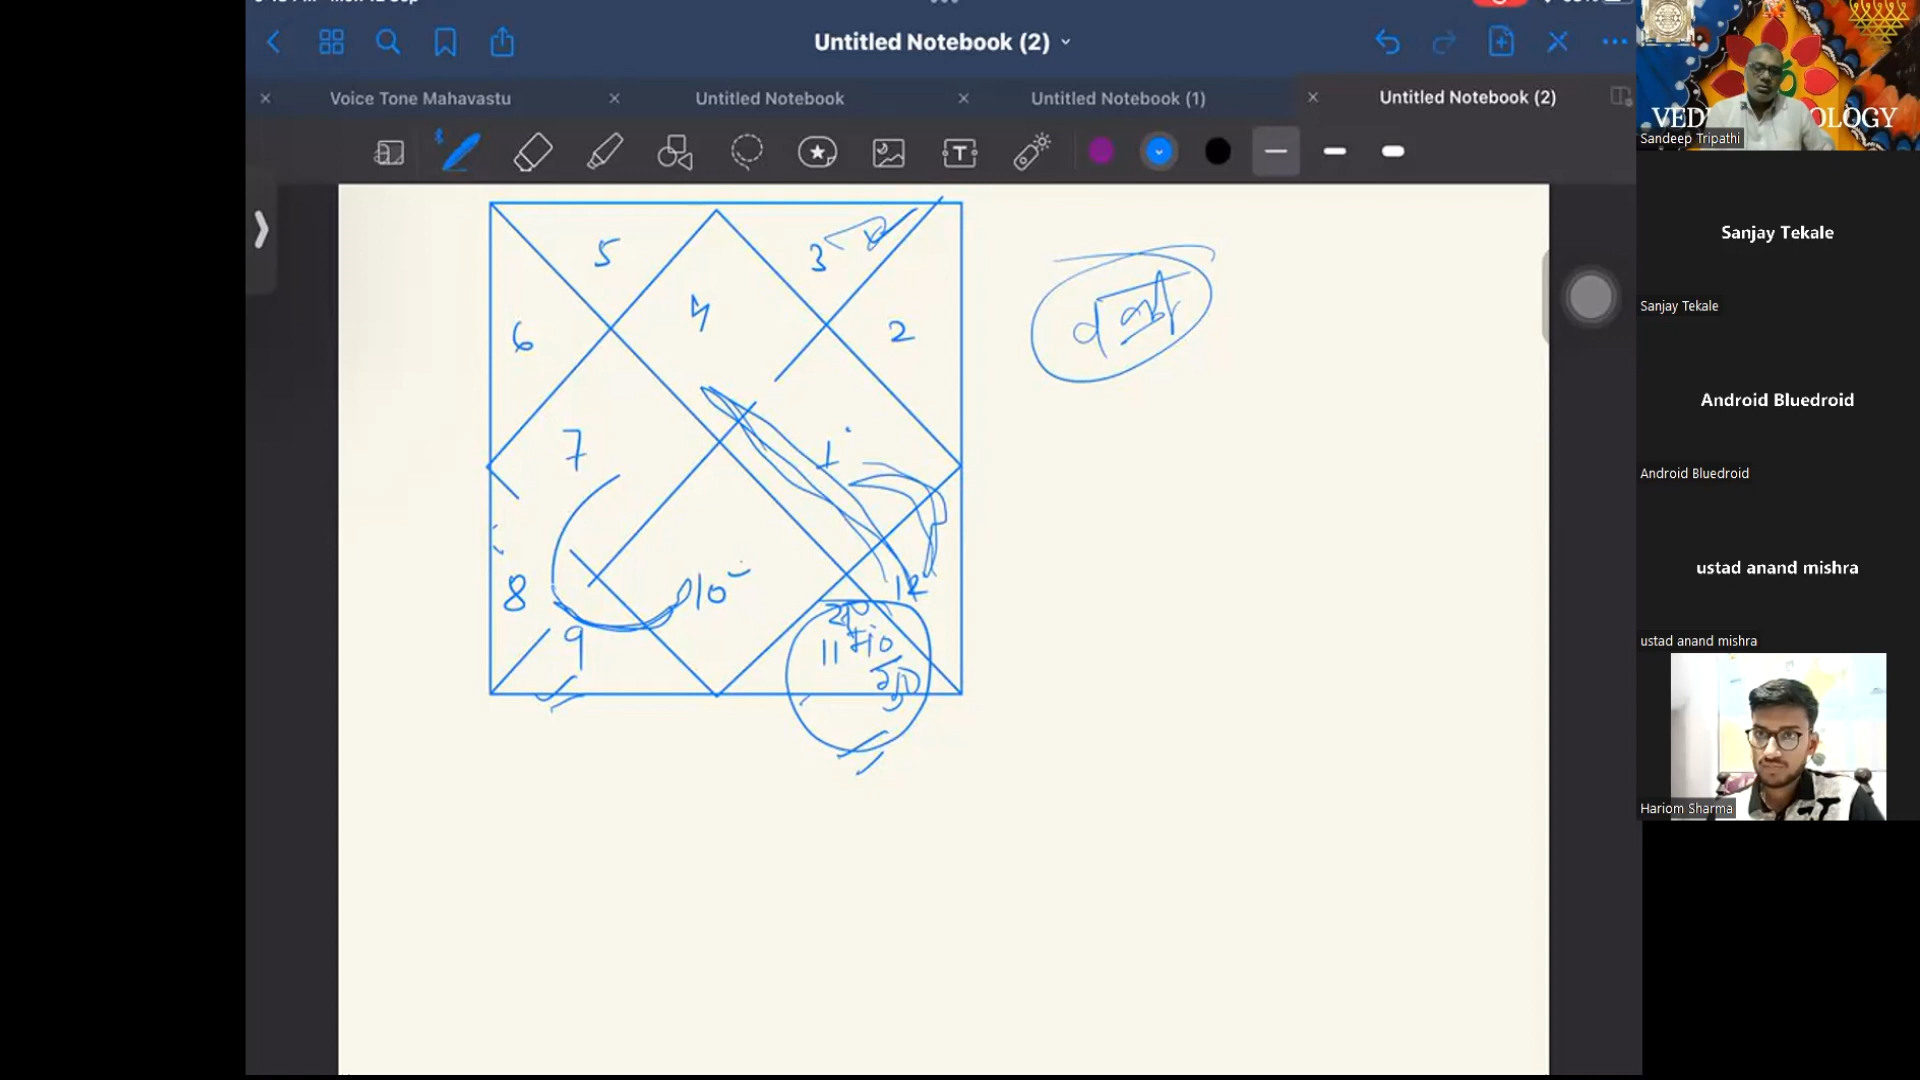 Untitled Notebook (2)
Voice Tone Mahavastu
Untitled Notebook
Untitled Notebook (1)
Untitled Notebook (2)
5
3
4
6
2
7
1
8
10
12
9
11
VED
OLOGY
Sandeep Tripathi
Sanjay Tekale
Sanjay Tekale
Android Bluedroid
Android Bluedroid
ustad anand mishra
ustad anand mishra
Hariom Sharma